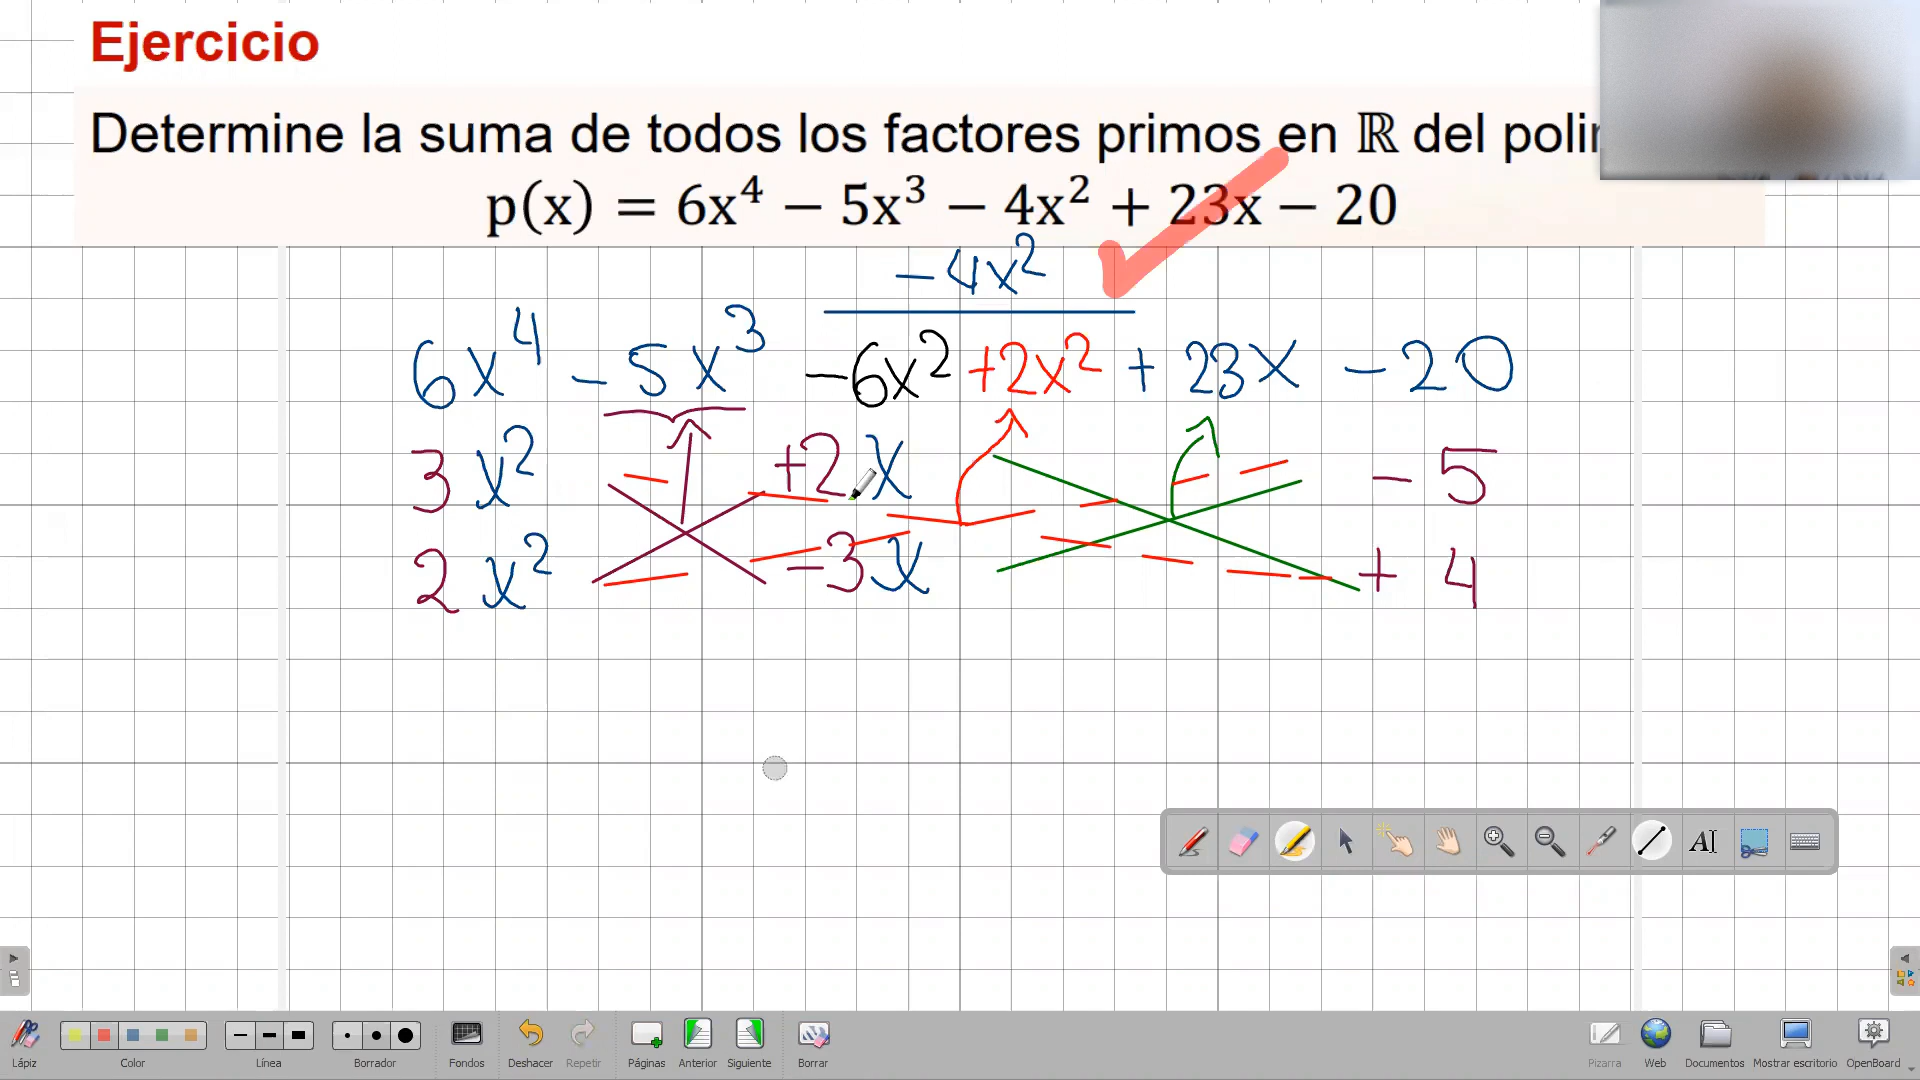 Ejercicio
Determine la suma de todos los factores primos en ℝ del
p(x) = 6x⁴ − 5x³ − 4x² + 23x − 20
−4x²
6x⁴ −5x³ −6x² +2x² +23x −20
3x² +2x −5
2x² −3x +4
Lápiz Color Línea Borrador Fondos Deshacer Repetir Páginas Anterior Siguiente Borrar Pizarra Web Documentos Mostrar escritorio OpenBoard